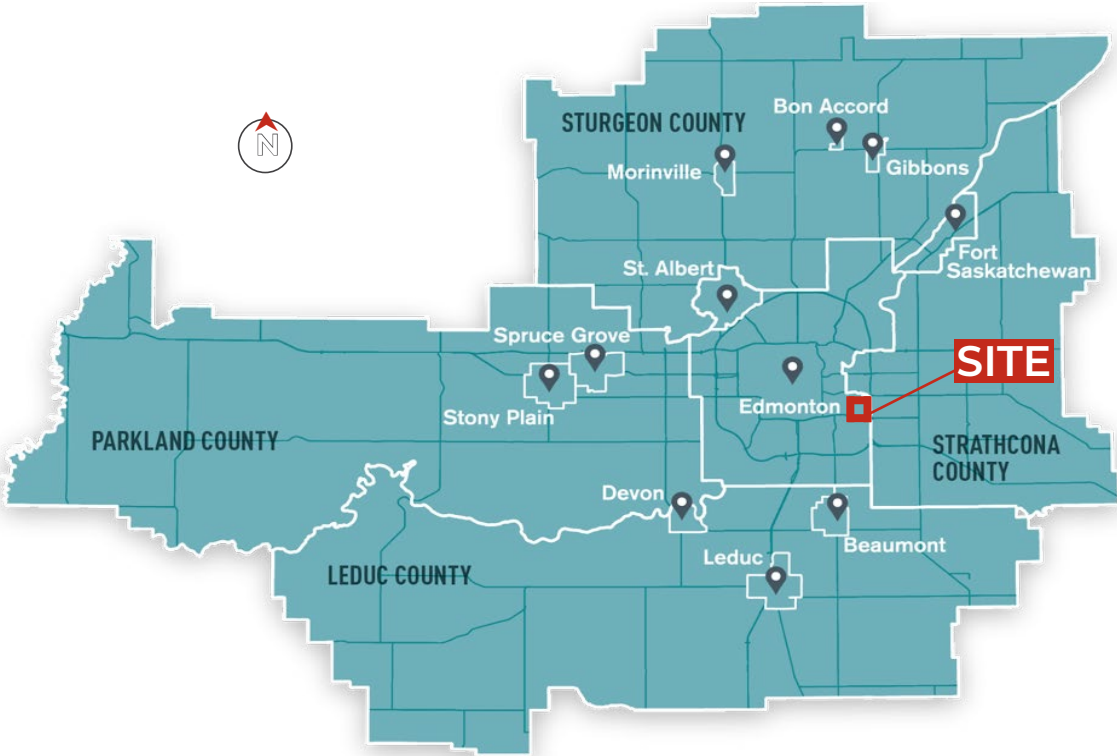 Bon Accord
STURGEON COUNTY
N
Morinville
Gibbons
Fort
Saskatchewan
St. Albert
Spruce Grove
SITE
Edmonton
Stony Plain
PARKLAND COUNTY
STRATHCONA
COUNTY
Devon
Beaumont
Leduc
LEDUC COUNTY